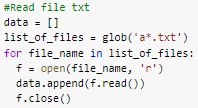 #Read file txt
data = []
list_of_files = glob('a*.txt')
for file_name in list_of_files:
  f = open(file_name, 'r')
  data.append(f.read())
  f.close()